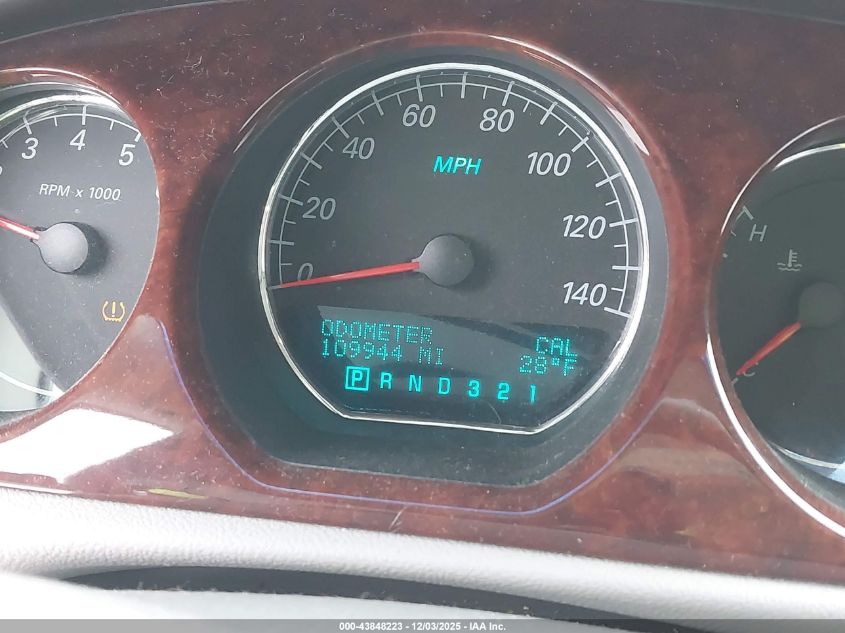 3 4 5
RPM x 1000
0 20 40 60 80 100 120 140
MPH
H
ODOMETER
109944 MI
CAL
28°F
P R N D 3 2 1
000-43848223 - 12/03/2025 - IAA Inc.